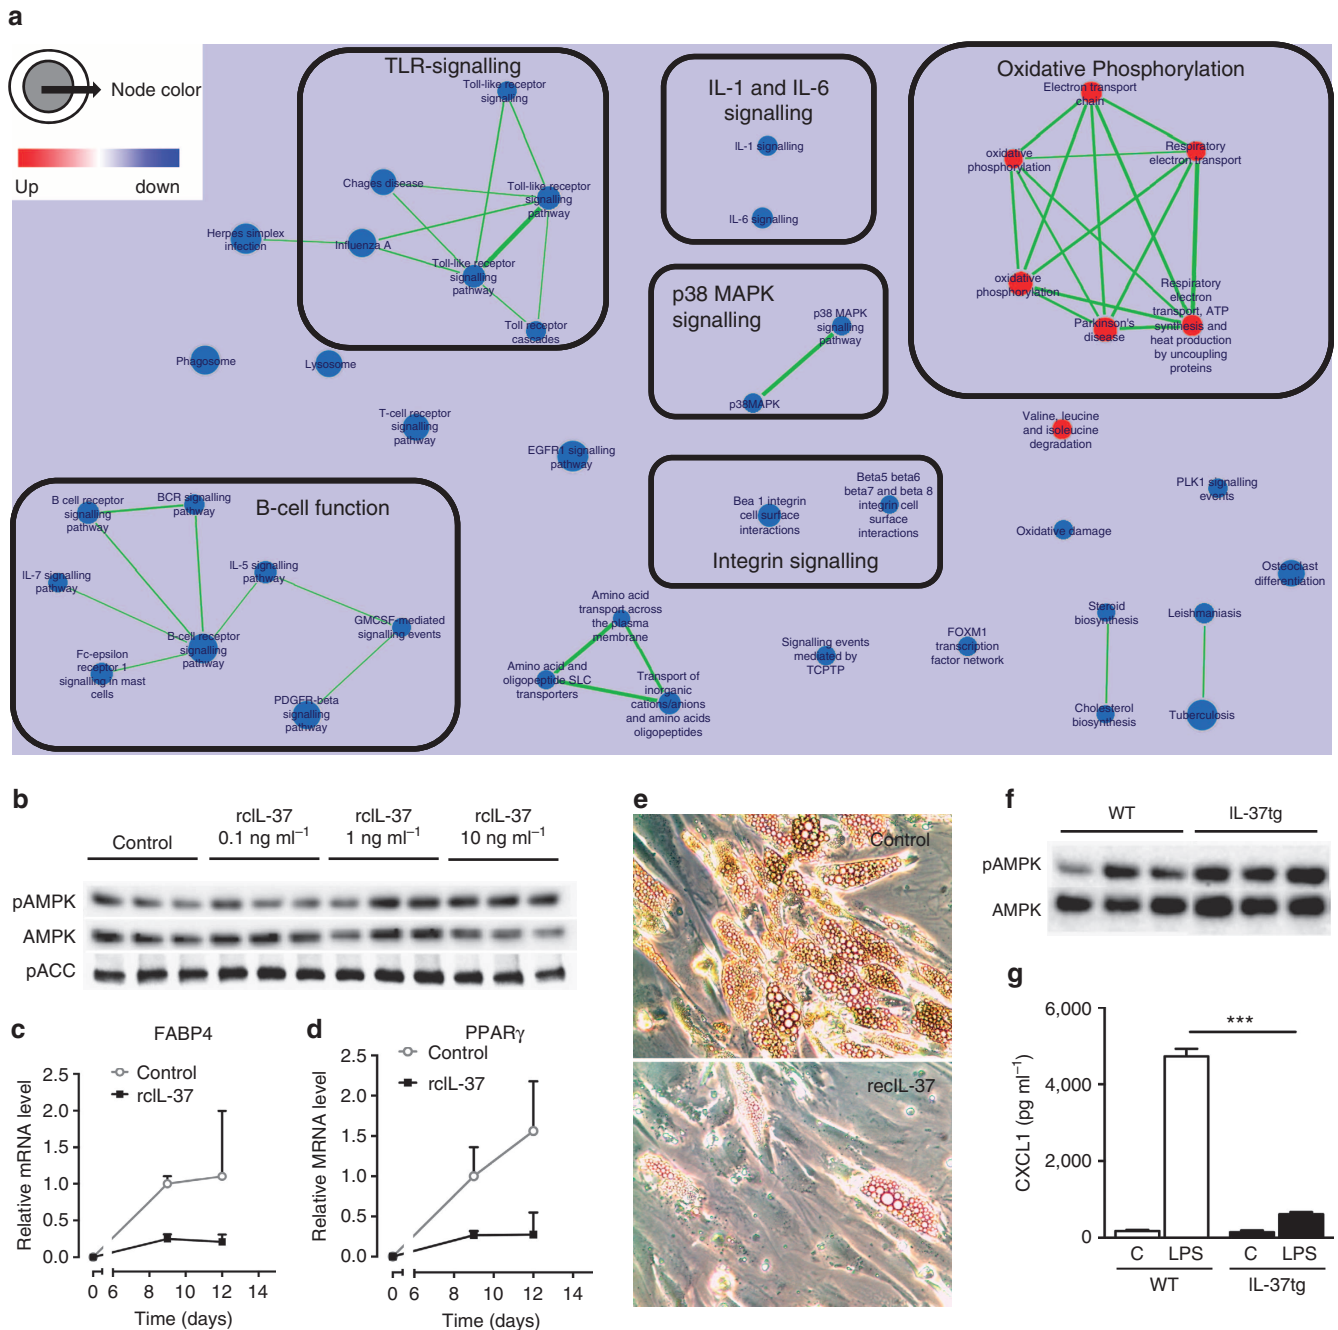 a
Node color
Up
down
TLR-signalling
Toll-like receptor
signalling
Chages disease
Toll-like receptor
signalling
pathway
Herpes simplex
infection
Influenza A
Toll-like receptor
signalling
pathway
Toll receptor
cascades
IL-1 and IL-6
signalling
IL-1 signalling
IL-6 signalling
p38 MAPK
signalling
p38 MAPK
signalling
pathway
p38MAPK
Oxidative Phosphorylation
Electron transport
chain
oxidative
phosphorylation
Respiratory
electron transport
oxidative
phosphorylation
Parkinson's
disease
Respiratory
electron
transport, ATP
synthesis and
heat production
by uncoupling
proteins
Phagosome
Lysosome
T-cell receptor
signalling
pathway
EGFR1 signalling
pathway
Valine, leucine
and isoleucine
degradation
PLK1 signalling
events
Oxidative damage
Osteoclast
differentiation
B-cell function
B cell receptor
signalling
pathway
BCR signalling
pathway
IL-7 signalling
pathway
IL-5 signalling
pathway
B-cell receptor
signalling
pathway
GMCSF-mediated
signalling events
Fc-epsilon
receptor 1
signalling in mast
cells
PDGFR-beta
signalling
pathway
Bea 1 integrin
cell surface
interactions
Beta5 beta6
beta7 and beta 8
integrin cell
surface
interactions
Integrin signalling
Amino acid
transport across
the plasma
membrane
Amino acid and
oligopeptide SLC
transporters
Transport of
inorganic
cations/anions
and amino acids
oligopeptides
Signalling events
mediated by
TCPTP
FOXM1
transcription
factor network
Steroid
biosynthesis
Cholesterol
biosynthesis
Leishmaniasis
Tuberculosis
b
Control
rcIL-37
0.1 ng ml⁻¹
rcIL-37
1 ng ml⁻¹
rcIL-37
10 ng ml⁻¹
pAMPK
AMPK
pACC
c
FABP4
Relative mRNA level
2.5
2.0
1.5
1.0
0.5
0.0
Control
rcIL-37
0 6 8 10 12 14
Time (days)
d
PPARγ
Relative MRNA level
2.5
2.0
1.5
1.0
0.5
0.0
Control
rcIL-37
0 6 8 10 12 14
Time (days)
e
Control
recIL-37
f
WT
IL-37tg
pAMPK
AMPK
g
CXCL1 (pg ml⁻¹)
6,000
4,000
2,000
0
***
C LPS C LPS
WT IL-37tg